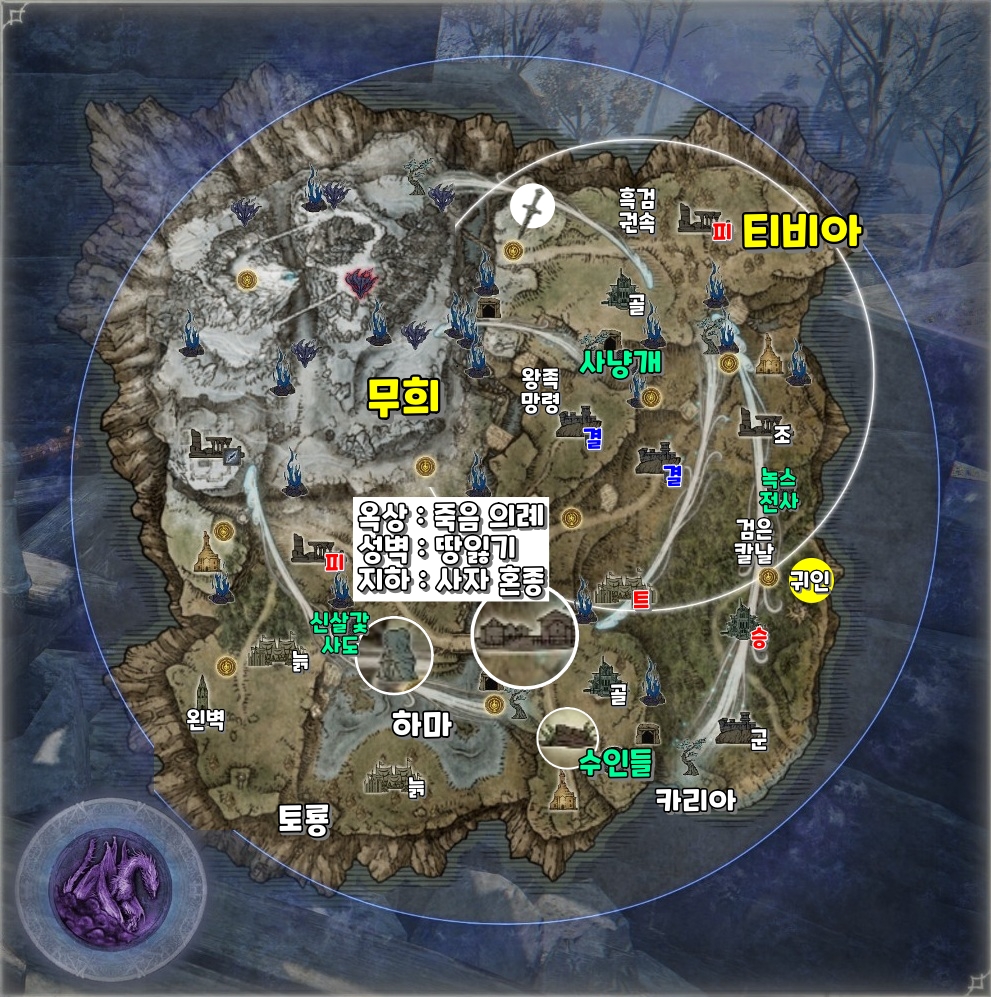 흑검
권속
피
티비아
골
사냥개
왕족
망령
무희
결
결
조
녹스
전사
검은
칼날
귀인
옥상 : 죽음 의례
성벽 : 땅잃기
지하 : 사자 혼종
피
트
신살갗
사도
승
늙
골
왼벽
하마
군
수인들
늙
카리아
토룡